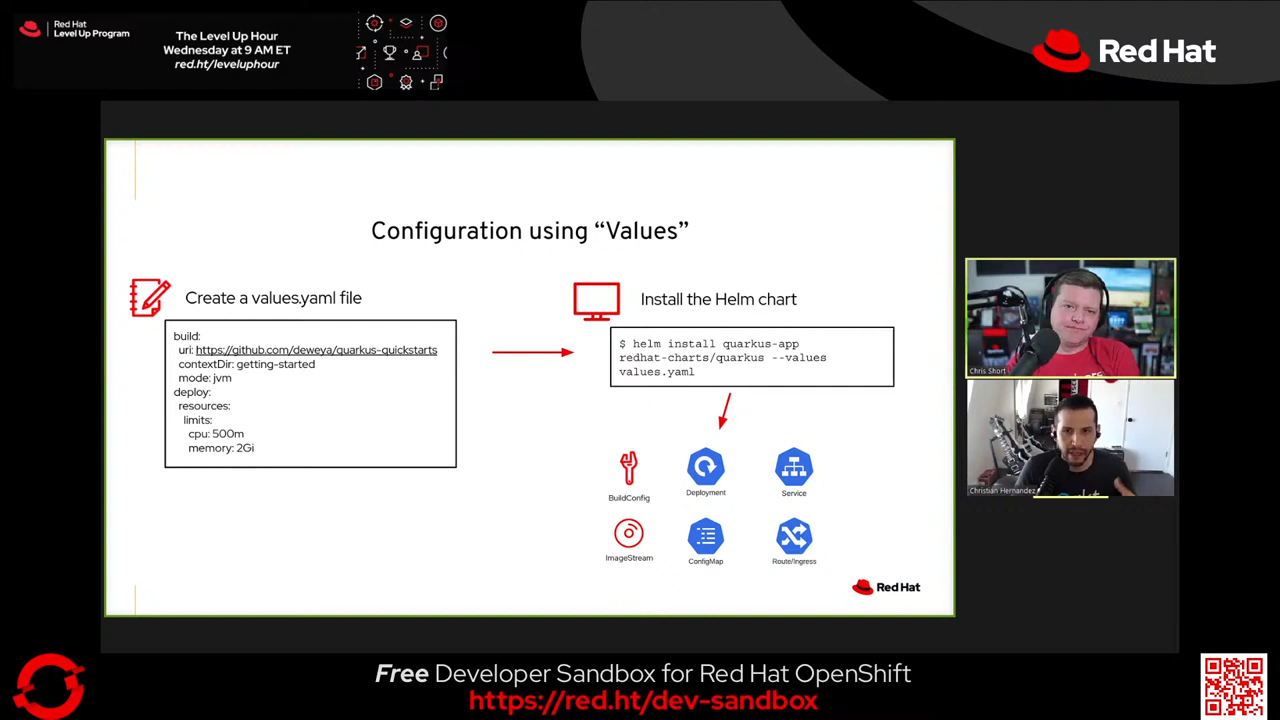 Red Hat
Level Up Program
The Level Up Hour
Wednesday at 9 AM ET
red.ht/leveluphour
Red Hat
Configuration using “Values”
Create a values.yaml file
build:
uri: https://github.com/deweya/quarkus-quickstarts
contextDir: getting-started
mode: jvm
deploy:
resources:
limits:
cpu: 500m
memory: 2Gi
Install the Helm chart
$ helm install quarkus-app
redhat-charts/quarkus --values
values.yaml
BuildConfig
Deployment
Service
ImageStream
ConfigMap
Route/Ingress
Red Hat
Chris Short
Christian Hernandez
Free Developer Sandbox for Red Hat OpenShift
https://red.ht/dev-sandbox